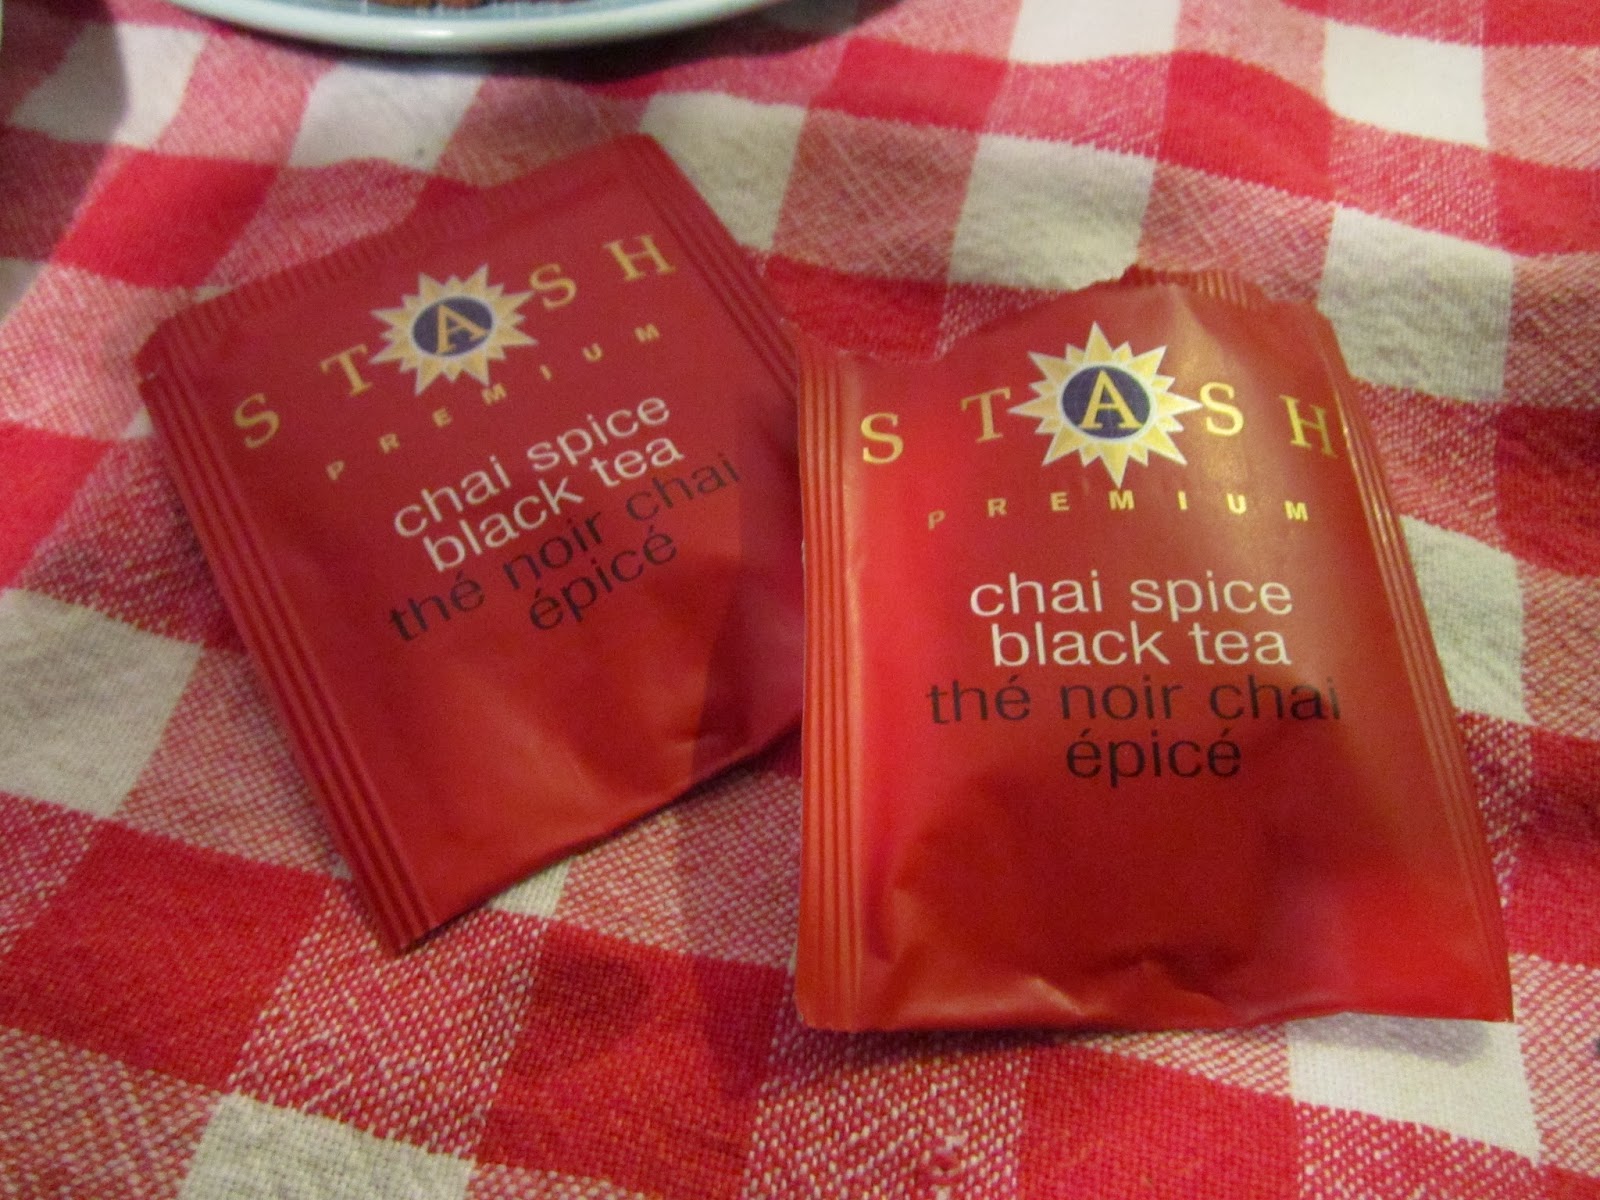 STASH
PREMIUM
chai spice
black tea
thé noir chai
épicé
STASH
PREMIUM
chai spice
black tea
thé noir chai
épicé